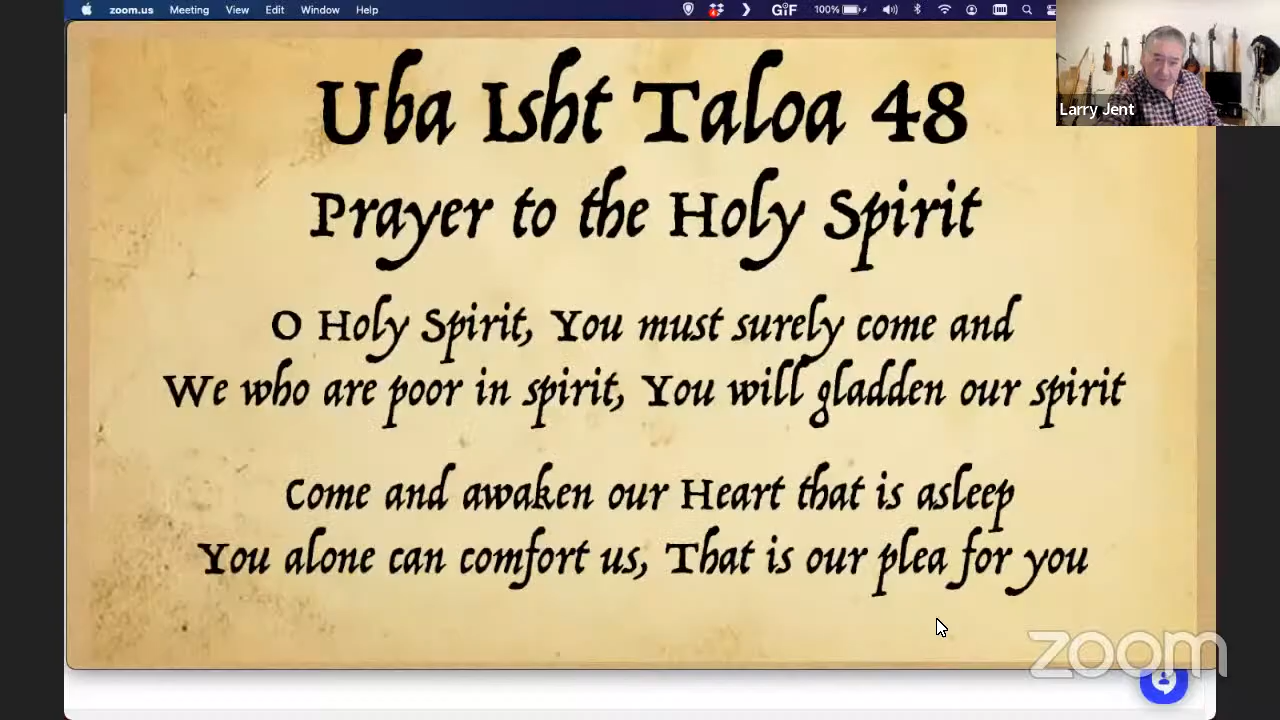 zoom.us Meeting View Edit Window Help GIF 100%
Larry Jent
Uba Isht Taloa 48
Prayer to the Holy Spirit
O Holy Spirit, You must surely come and
We who are poor in spirit, You will gladden our spirit
Come and awaken our Heart that is asleep
You alone can comfort us, That is our plea for you
zoom